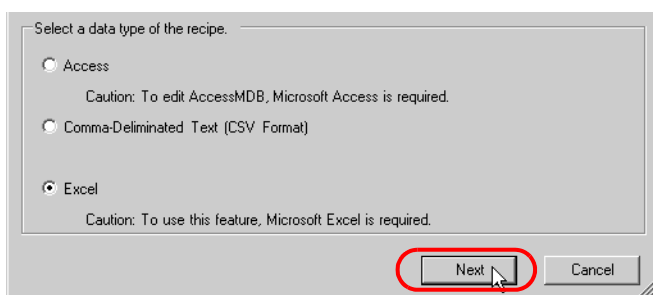 Select a data type of the recipe.
Access
Caution: To edit AccessMDB, Microsoft Access is required.
Comma-Deliminated Text (CSV Format)
Excel
Caution: To use this feature, Microsoft Excel is required.
Next Cancel